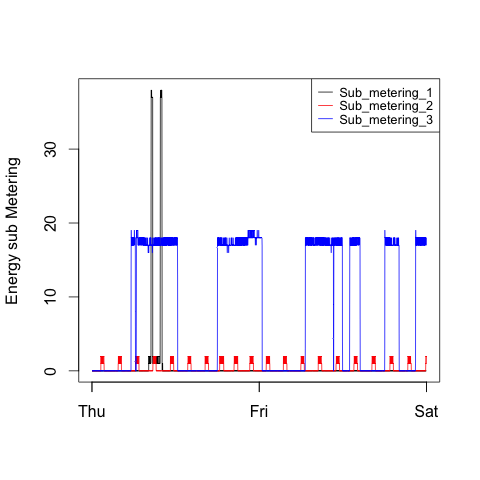 Sub_metering_1
Sub_metering_2
Sub_metering_3
Energy sub Metering
30
20
10
0
Thu Fri Sat